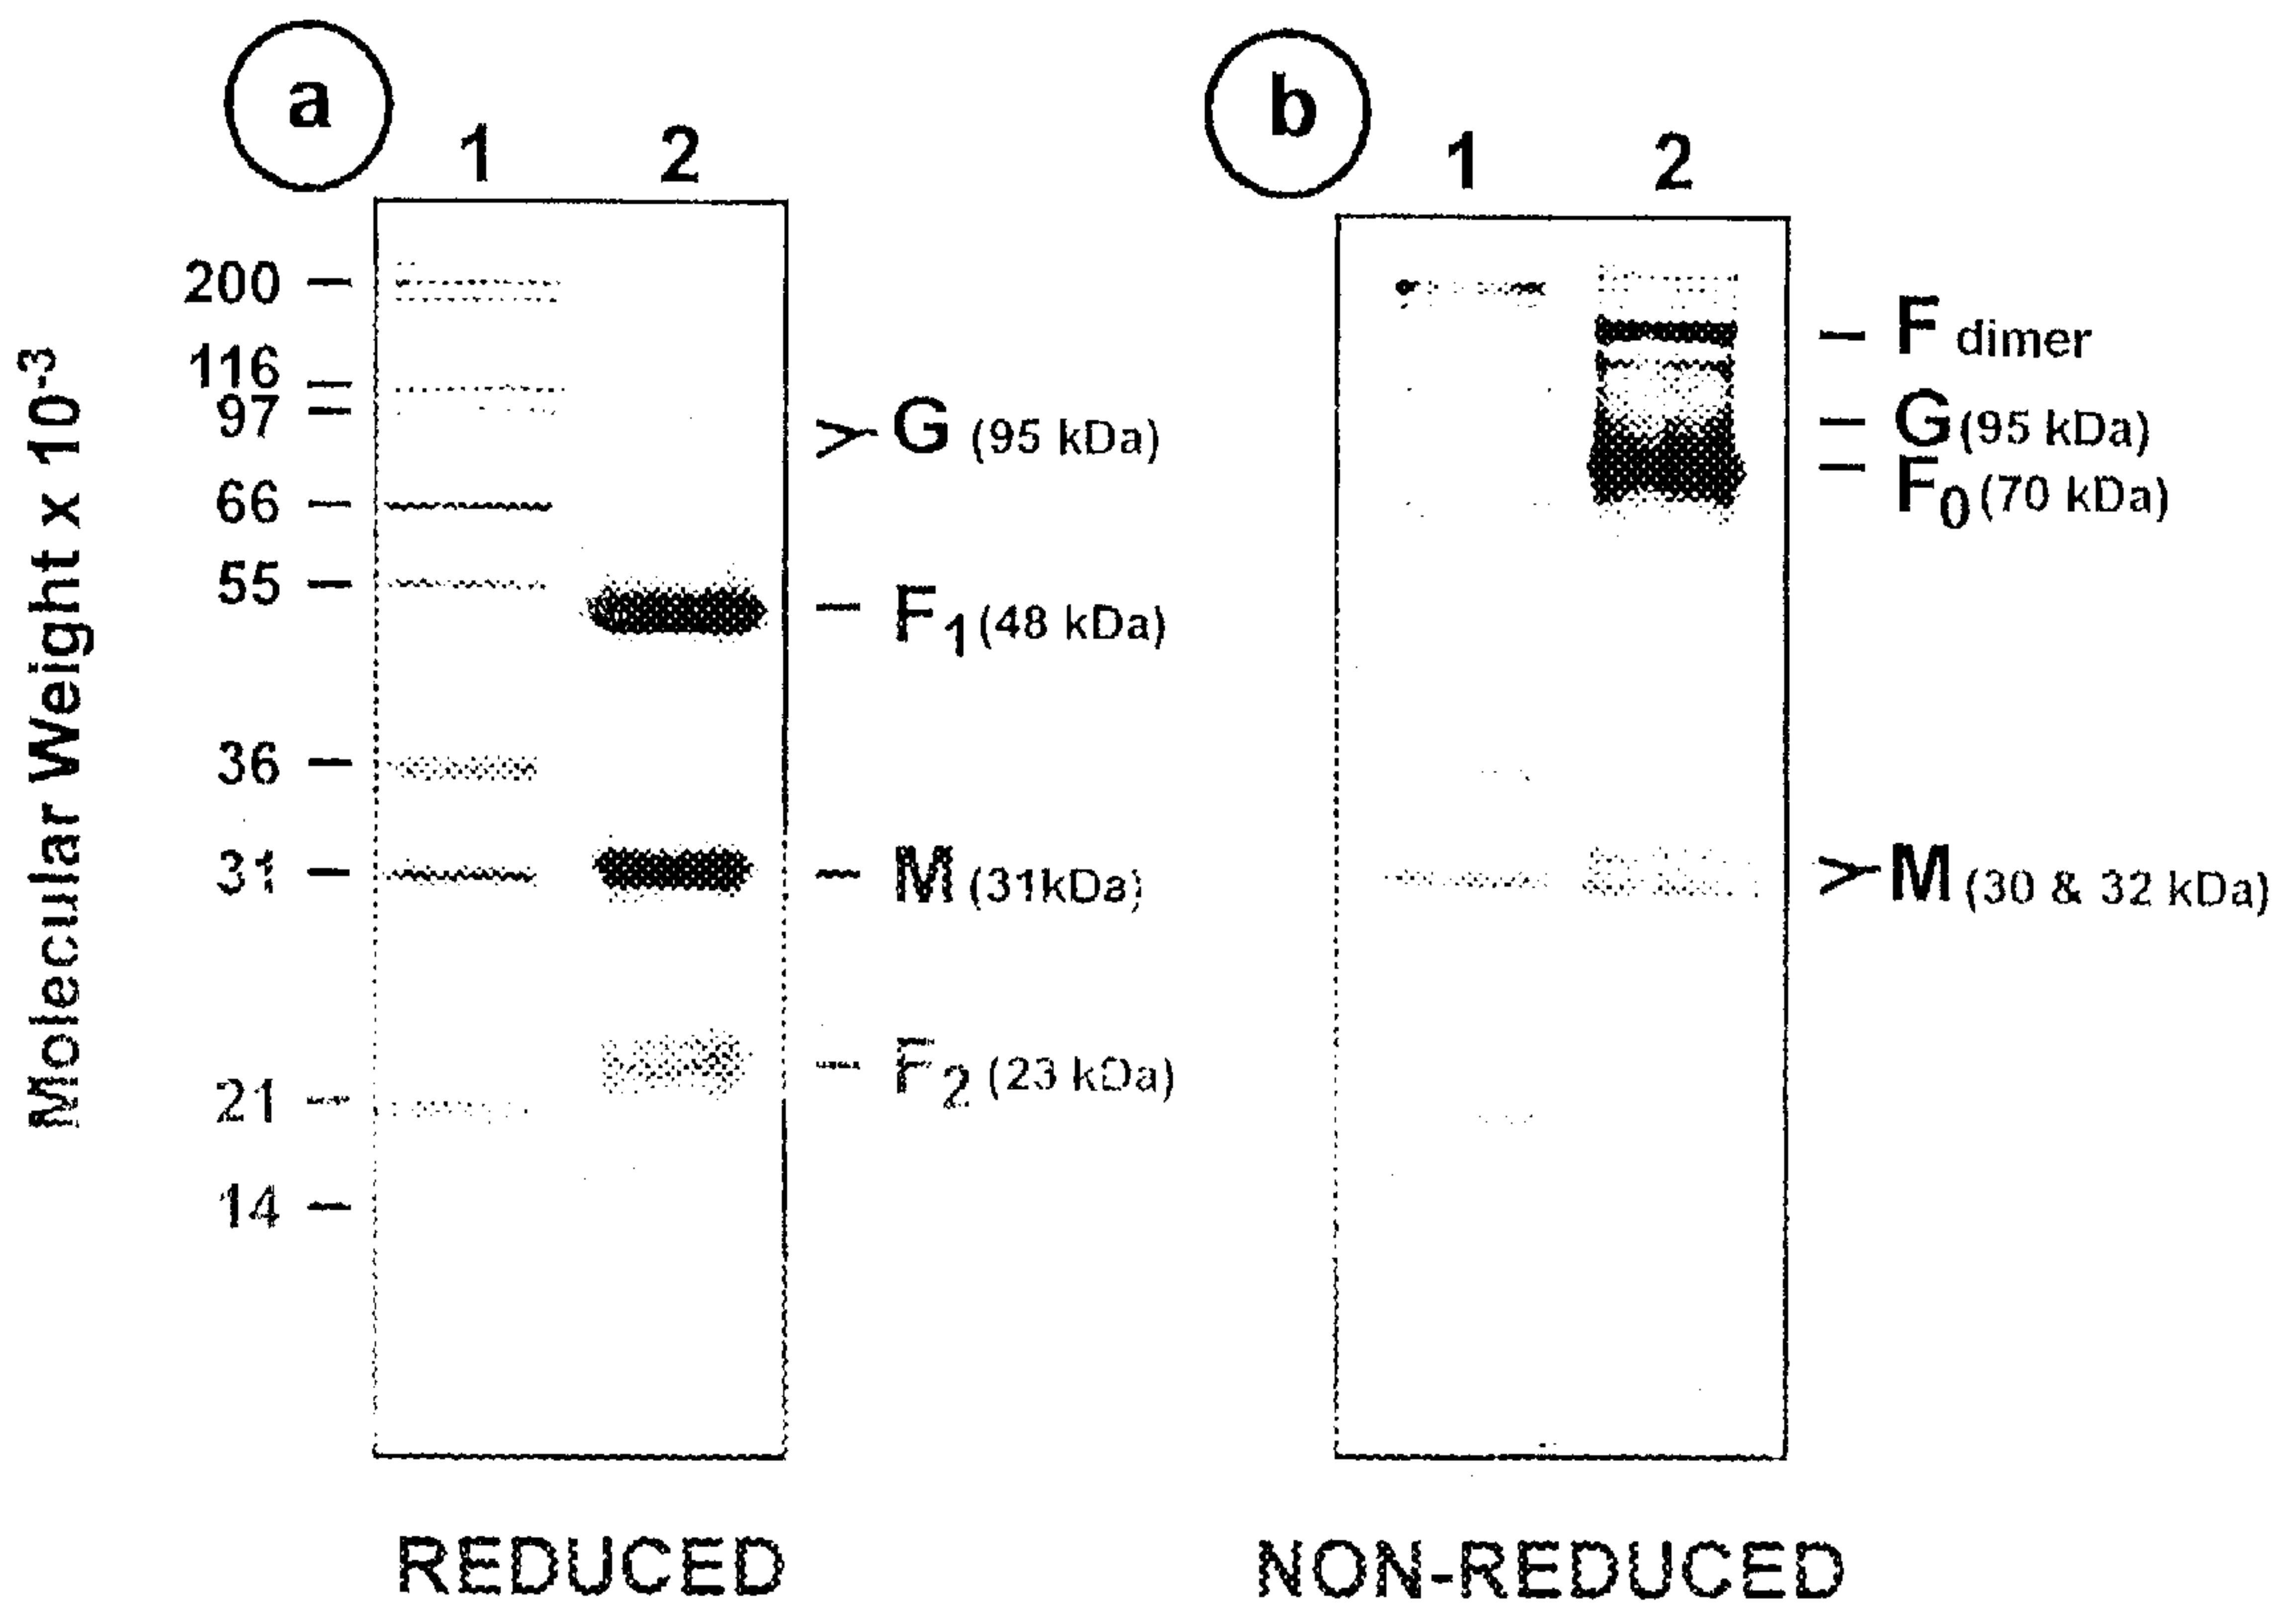 a
1 2
b
1 2
Molecular Weight x 10⁻³
200
116
97
66
55
36
31
21
14
G (95 kDa)
F₁ (48 kDa)
M (31kDa)
F₂ (23 kDa)
F dimer
G (95 kDa)
F₀ (70 kDa)
M (30 & 32 kDa)
REDUCED
NON-REDUCED